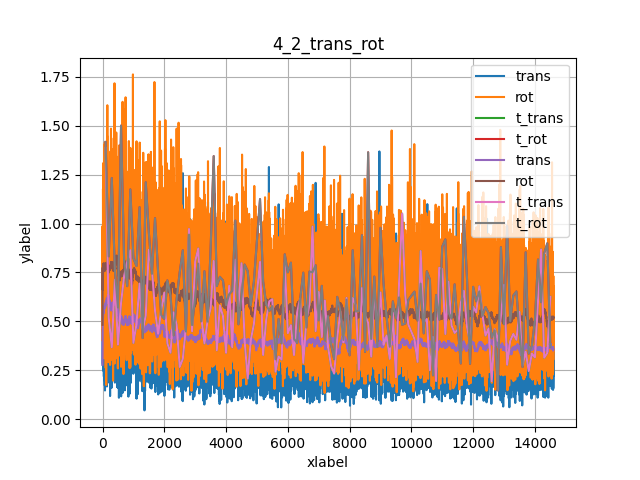 4_2_trans_rot
ylabel
1.75
1.50
1.25
1.00
0.75
0.50
0.25
0.00
trans
rot
t_trans
t_rot
trans
rot
t_trans
t_rot
0 2000 4000 6000 8000 10000 12000 14000
xlabel